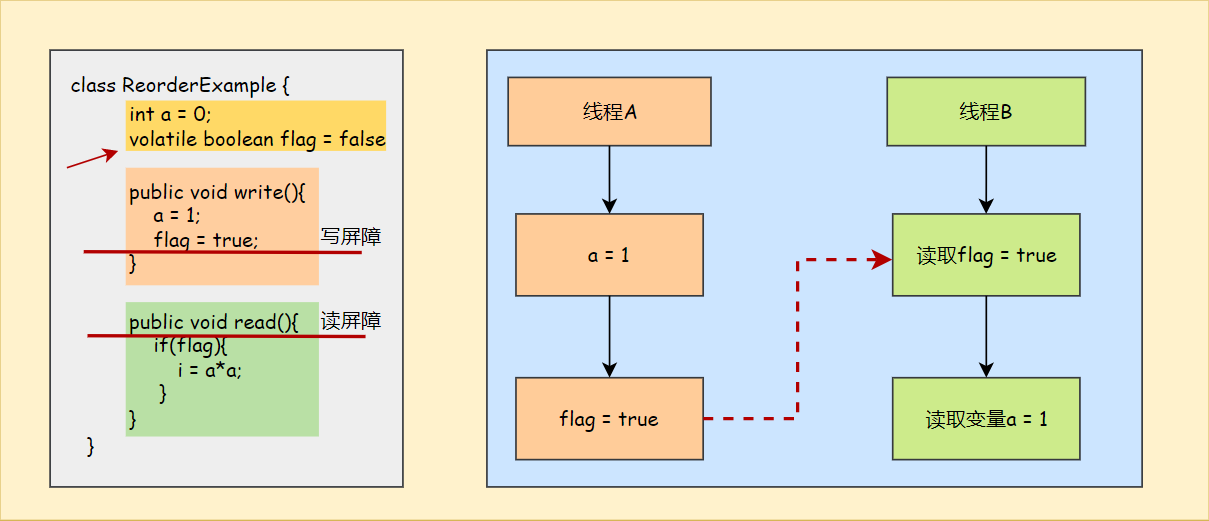 class ReorderExample {
int a = 0;
volatile boolean flag = false
public void write(){
a = 1;
flag = true;
写屏障
}
public void read(){
读屏障
if(flag){
i = a*a;
}
}
}
线程A
a = 1
flag = true
线程B
读取flag = true
读取变量a = 1